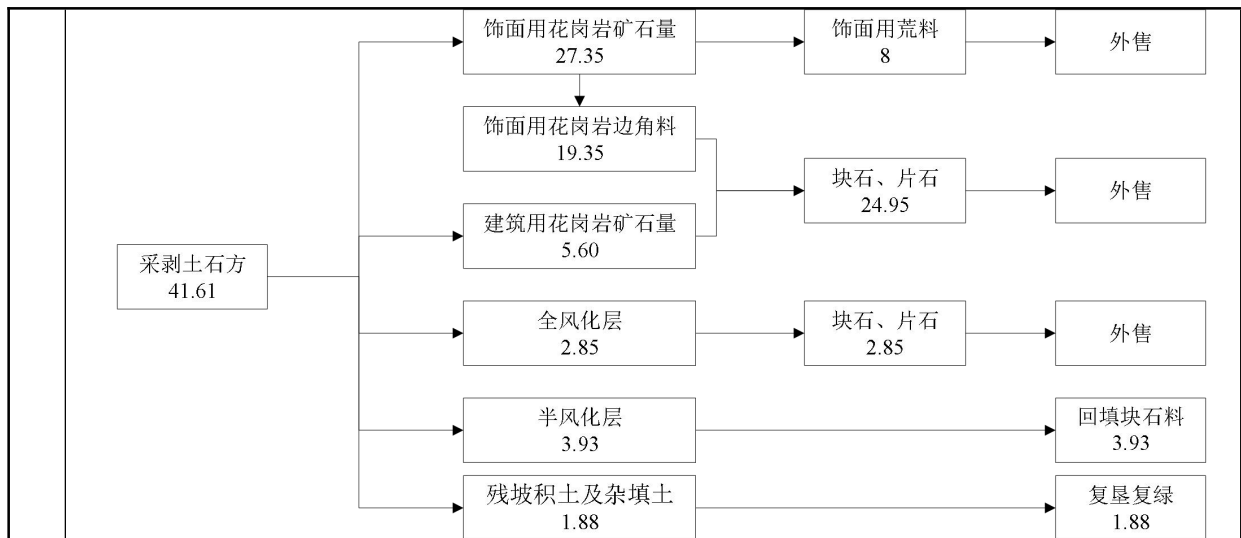 饰面用花岗岩矿石量
27.35
饰面用荒料
8
外售
饰面用花岗岩边角料
19.35
块石、片石
24.95
外售
建筑用花岗岩矿石量
5.60
采剥土石方
41.61
全风化层
2.85
块石、片石
2.85
外售
半风化层
3.93
回填块石料
3.93
残坡积土及杂填土
1.88
复垦复绿
1.88